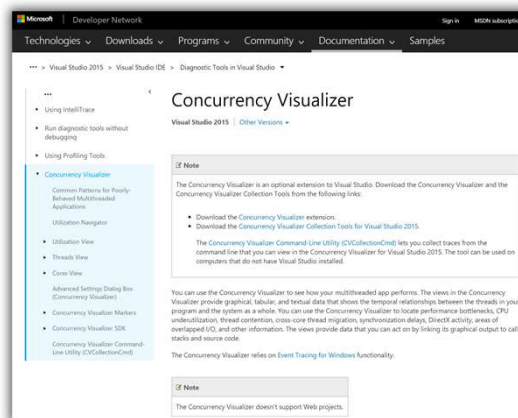 Microsoft | Developer Network
Sign in MSDN subscriptio
Technologies Downloads Programs Community Documentation Samples
••• > Visual Studio 2015 > Visual Studio IDE > Diagnostic Tools in Visual Studio
•••
Using IntelliTrace
Run diagnostic tools without
debugging
Using Profiling Tools
Concurrency Visualizer
Common Patterns for Poorly-
Behaved Multithreaded
Applications
Utilization Navigator
Utilization View
Threads View
Cores View
Advanced Settings Dialog Box
(Concurrency Visualizer)
Concurrency Visualizer Markers
Concurrency Visualizer SDK
Concurrency Visualizer Command-
Line Utility (CVCollectionCmd)
Concurrency Visualizer
Visual Studio 2015 | Other Versions
Note
The Concurrency Visualizer is an optional extension to Visual Studio. Download the Concurrency Visualizer and the
Concurrency Visualizer Collection Tools from the following links:
• Download the Concurrency Visualizer extension.
• Download the Concurrency Visualizer Collection Tools for Visual Studio 2015.
The Concurrency Visualizer Command-Line Utility (CVCollectionCmd) lets you collect traces from the
command line that you can view in the Concurrency Visualizer for Visual Studio 2015. The tool can be used on
computers that do not have Visual Studio installed.
You can use the Concurrency Visualizer to see how your multithreaded app performs. The views in the Concurrency
Visualizer provide graphical, tabular, and textual data that shows the temporal relationships between the threads in you
program and the system as a whole. You can use the Concurrency Visualizer to locate performance bottlenecks, CPU
underutilization, thread contention, cross-core thread migration, synchronization delays, DirectX activity, areas of
overlapped I/O, and other information. The views provide data that you can act on by linking its graphical output to call
stacks and source code.
The Concurrency Visualizer relies on Event Tracing for Windows functionality.
Note
The Concurrency Visualizer doesn't support Web projects.